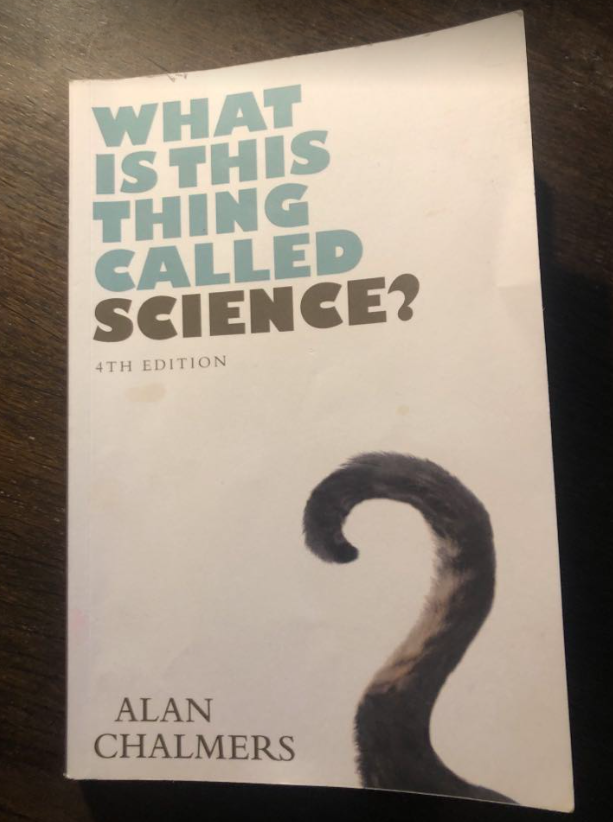 WHAT
IS THIS
THING
CALLED
SCIENCE?
4TH EDITION
ALAN
CHALMERS